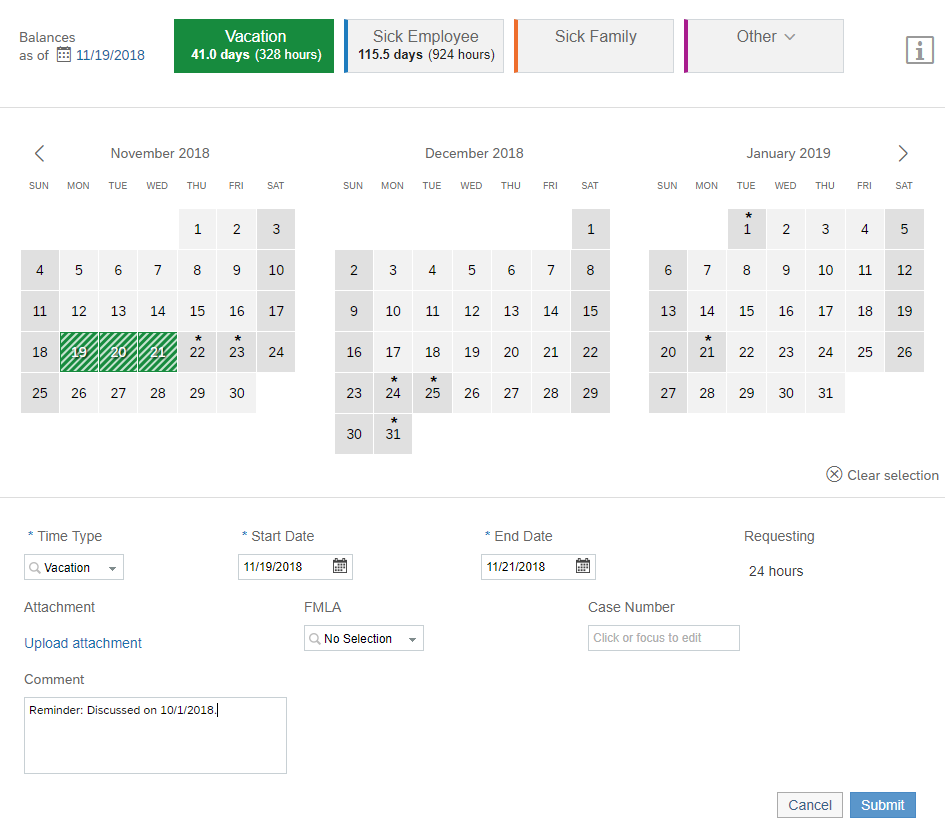 Balances
as of 11/19/2018
Vacation
41.0 days (328 hours)
Sick Employee
115.5 days (924 hours)
Sick Family
Other
November 2018
SUN MON TUE WED THU FRI SAT
1 2 3
4 5 6 7 8 9 10
11 12 13 14 15 16 17
18 19 20 21 *22 *23 24
25 26 27 28 29 30
December 2018
SUN MON TUE WED THU FRI SAT
1
2 3 4 5 6 7 8
9 10 11 12 13 14 15
16 17 18 19 20 21 22
23 *24 *25 26 27 28 29
30 *31
January 2019
SUN MON TUE WED THU FRI SAT
*1 2 3 4 5
6 7 8 9 10 11 12
13 14 15 16 17 18 19
20 *21 22 23 24 25 26
27 28 29 30 31
Clear selection
* Time Type
Vacation
* Start Date
11/19/2018
* End Date
11/21/2018
Requesting
24 hours
Attachment
Upload attachment
FMLA
No Selection
Case Number
Click or focus to edit
Comment
Reminder: Discussed on 10/1/2018.
Cancel Submit